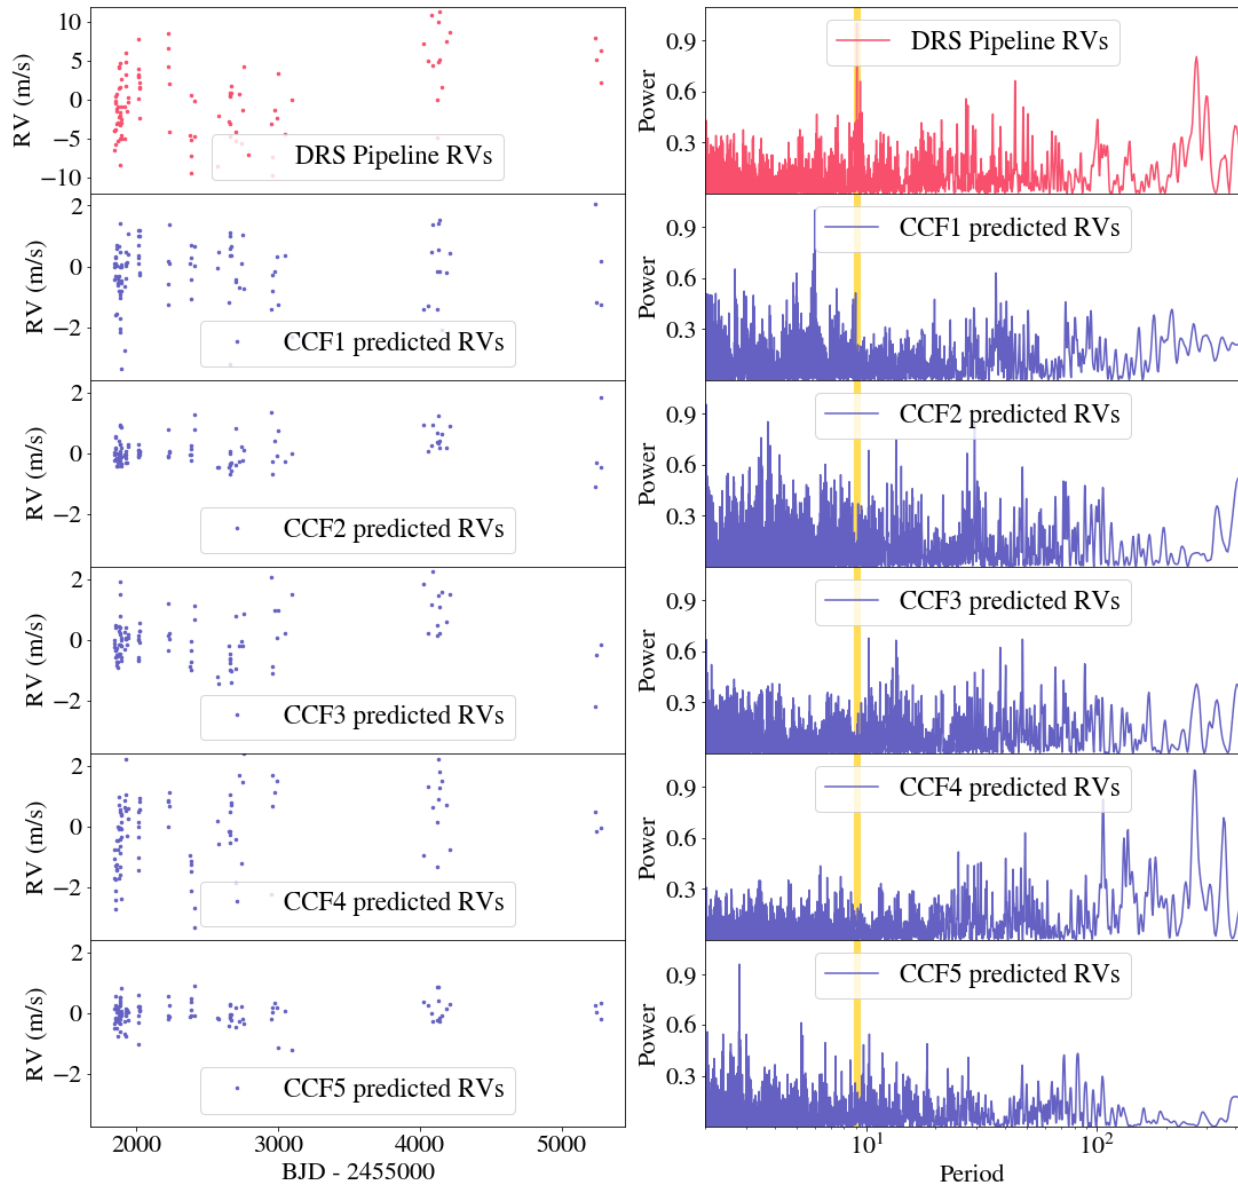 RV (m/s)
10
5
0
−5
−10
DRS Pipeline RVs
Power
0.9
0.6
0.3
DRS Pipeline RVs
RV (m/s)
2
0
−2
CCF1 predicted RVs
Power
0.9
0.6
0.3
CCF1 predicted RVs
RV (m/s)
2
0
−2
CCF2 predicted RVs
Power
0.9
0.6
0.3
CCF2 predicted RVs
RV (m/s)
2
0
−2
CCF3 predicted RVs
Power
0.9
0.6
0.3
CCF3 predicted RVs
RV (m/s)
2
0
−2
CCF4 predicted RVs
Power
0.9
0.6
0.3
CCF4 predicted RVs
RV (m/s)
2
0
−2
CCF5 predicted RVs
Power
0.9
0.6
0.3
CCF5 predicted RVs
2000 3000 4000 5000
BJD - 2455000
10¹ 10²
Period